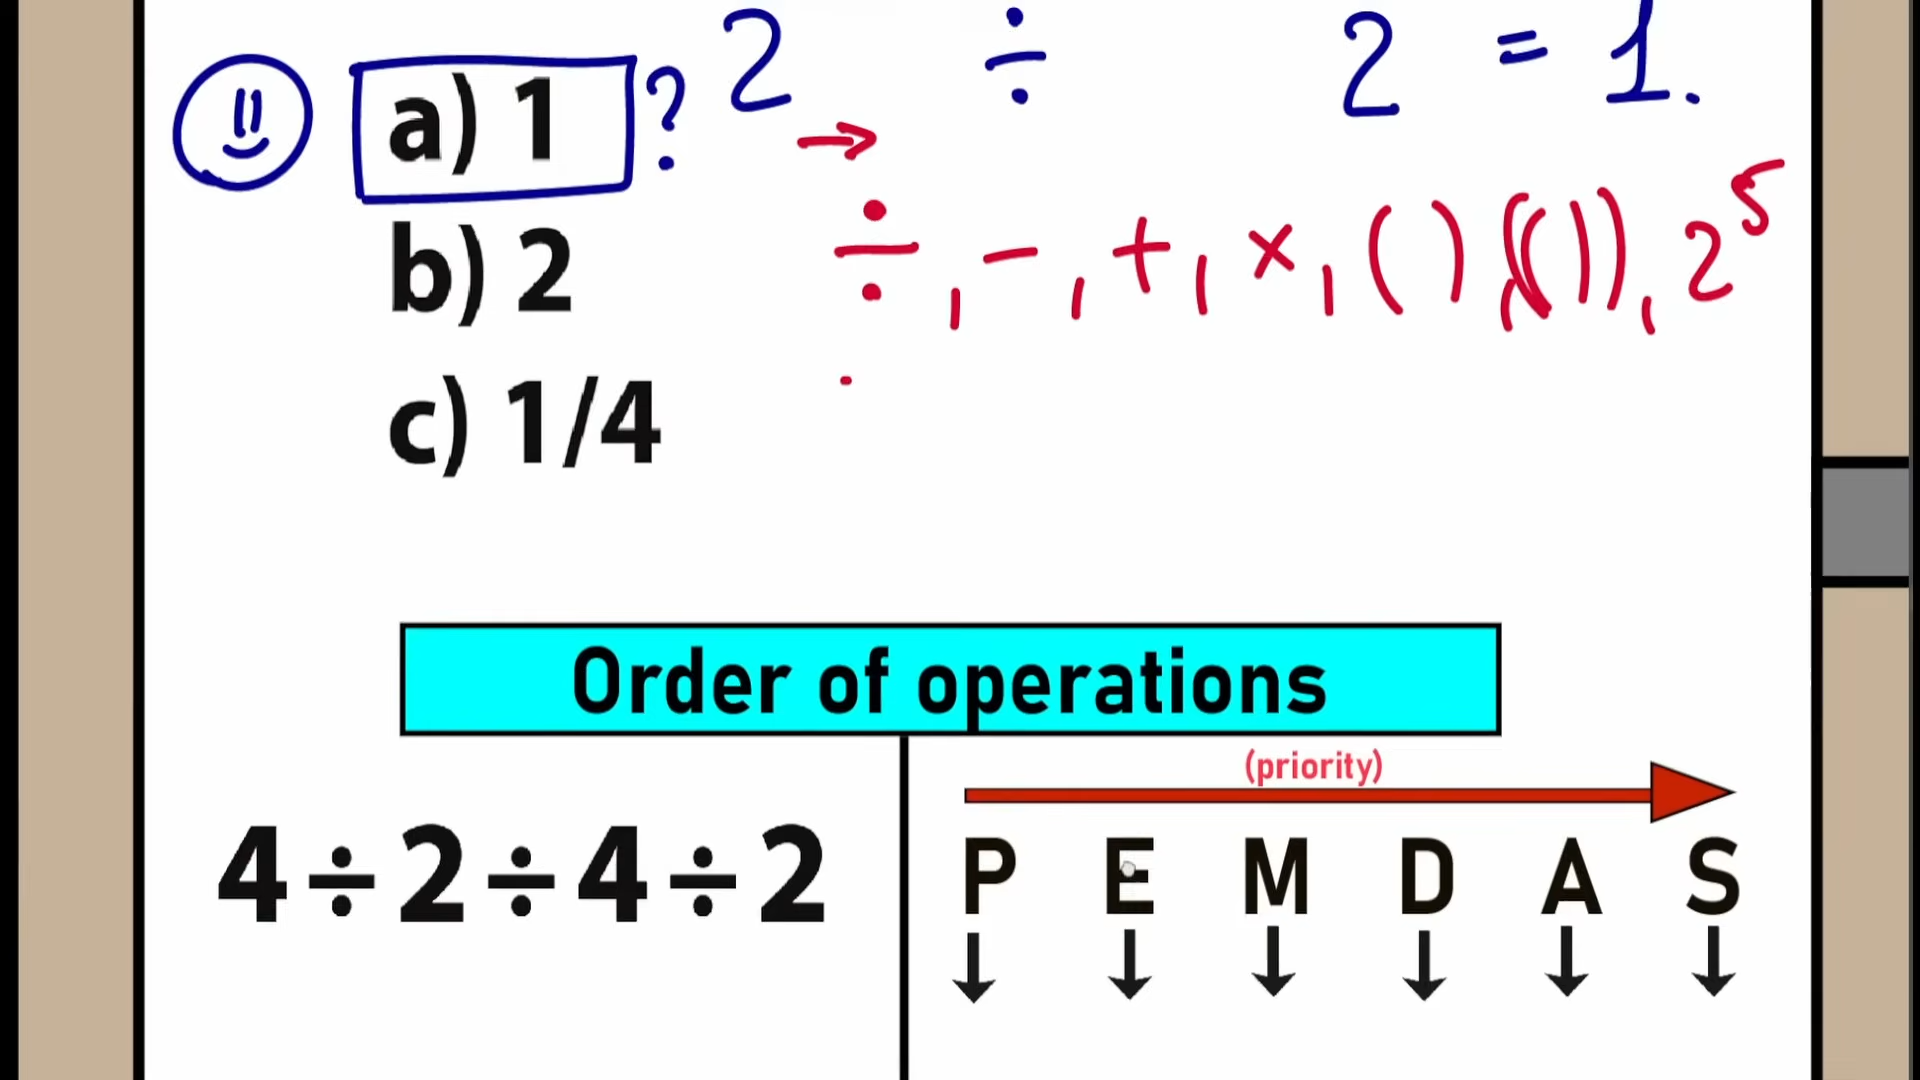 2 ÷ 2 = 1.
a) 1 ?
b) 2
÷, -, +, ×, ( ), (( )), 2⁵
c) 1/4
Order of operations
(priority)
4÷2÷4÷2
P E M D A S
↓ ↓ ↓ ↓ ↓ ↓